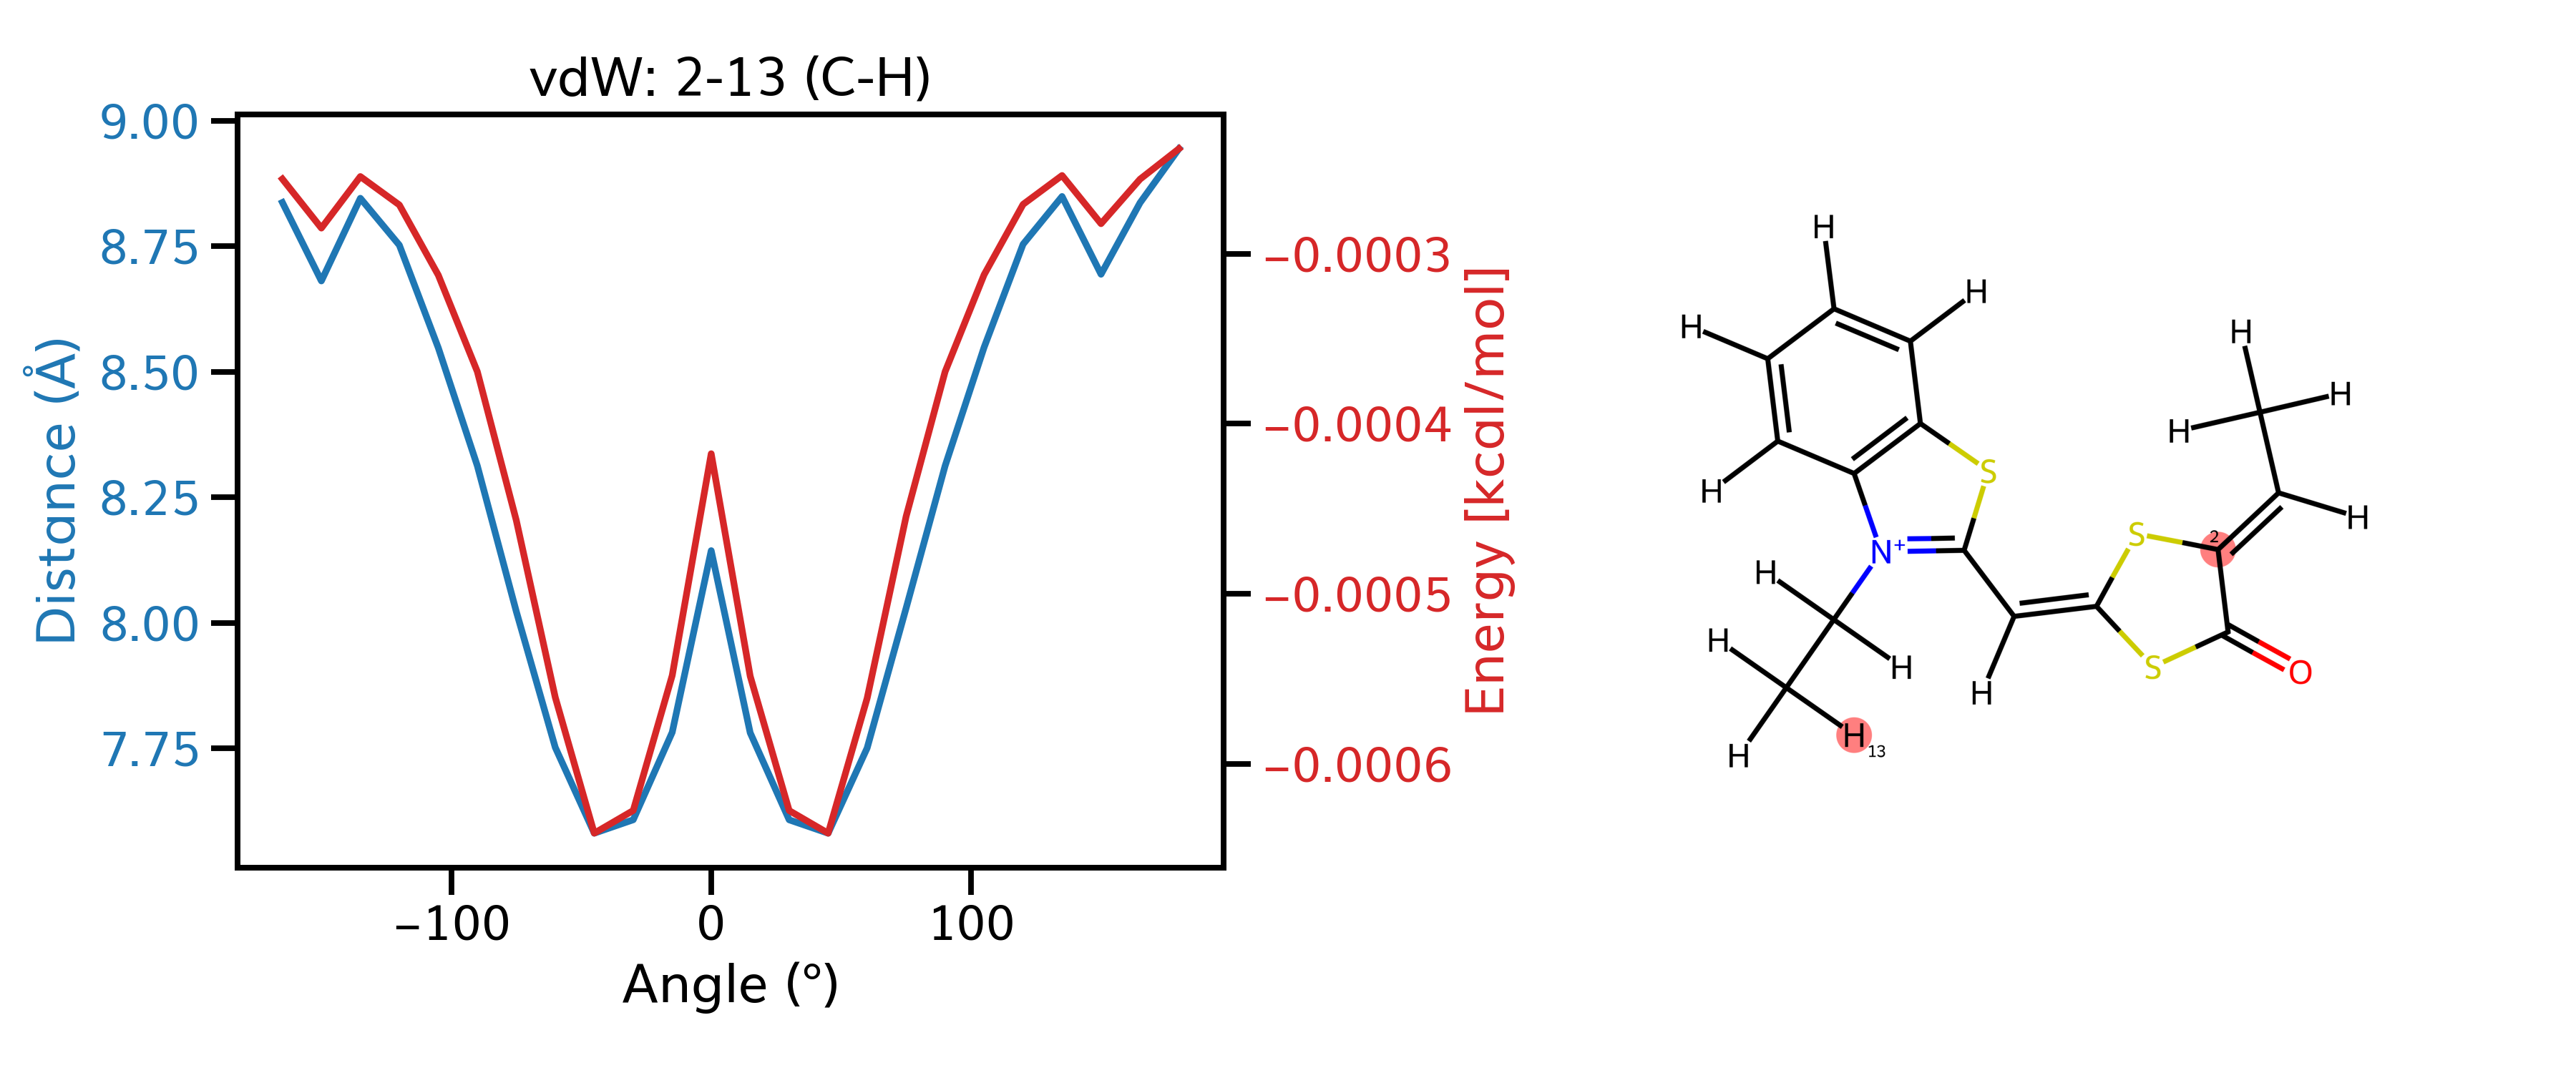 vdW: 2-13 (C-H)
9.00
8.75
8.50
8.25
8.00
7.75
Distance (Å)
−0.0003
−0.0004
−0.0005
−0.0006
Energy [kcal/mol]
−100
0
100
Angle (°)
H
H
H
H
H
H
H
H
S
S
2
N+
H
H
H
H
S
O
H
H
13
H